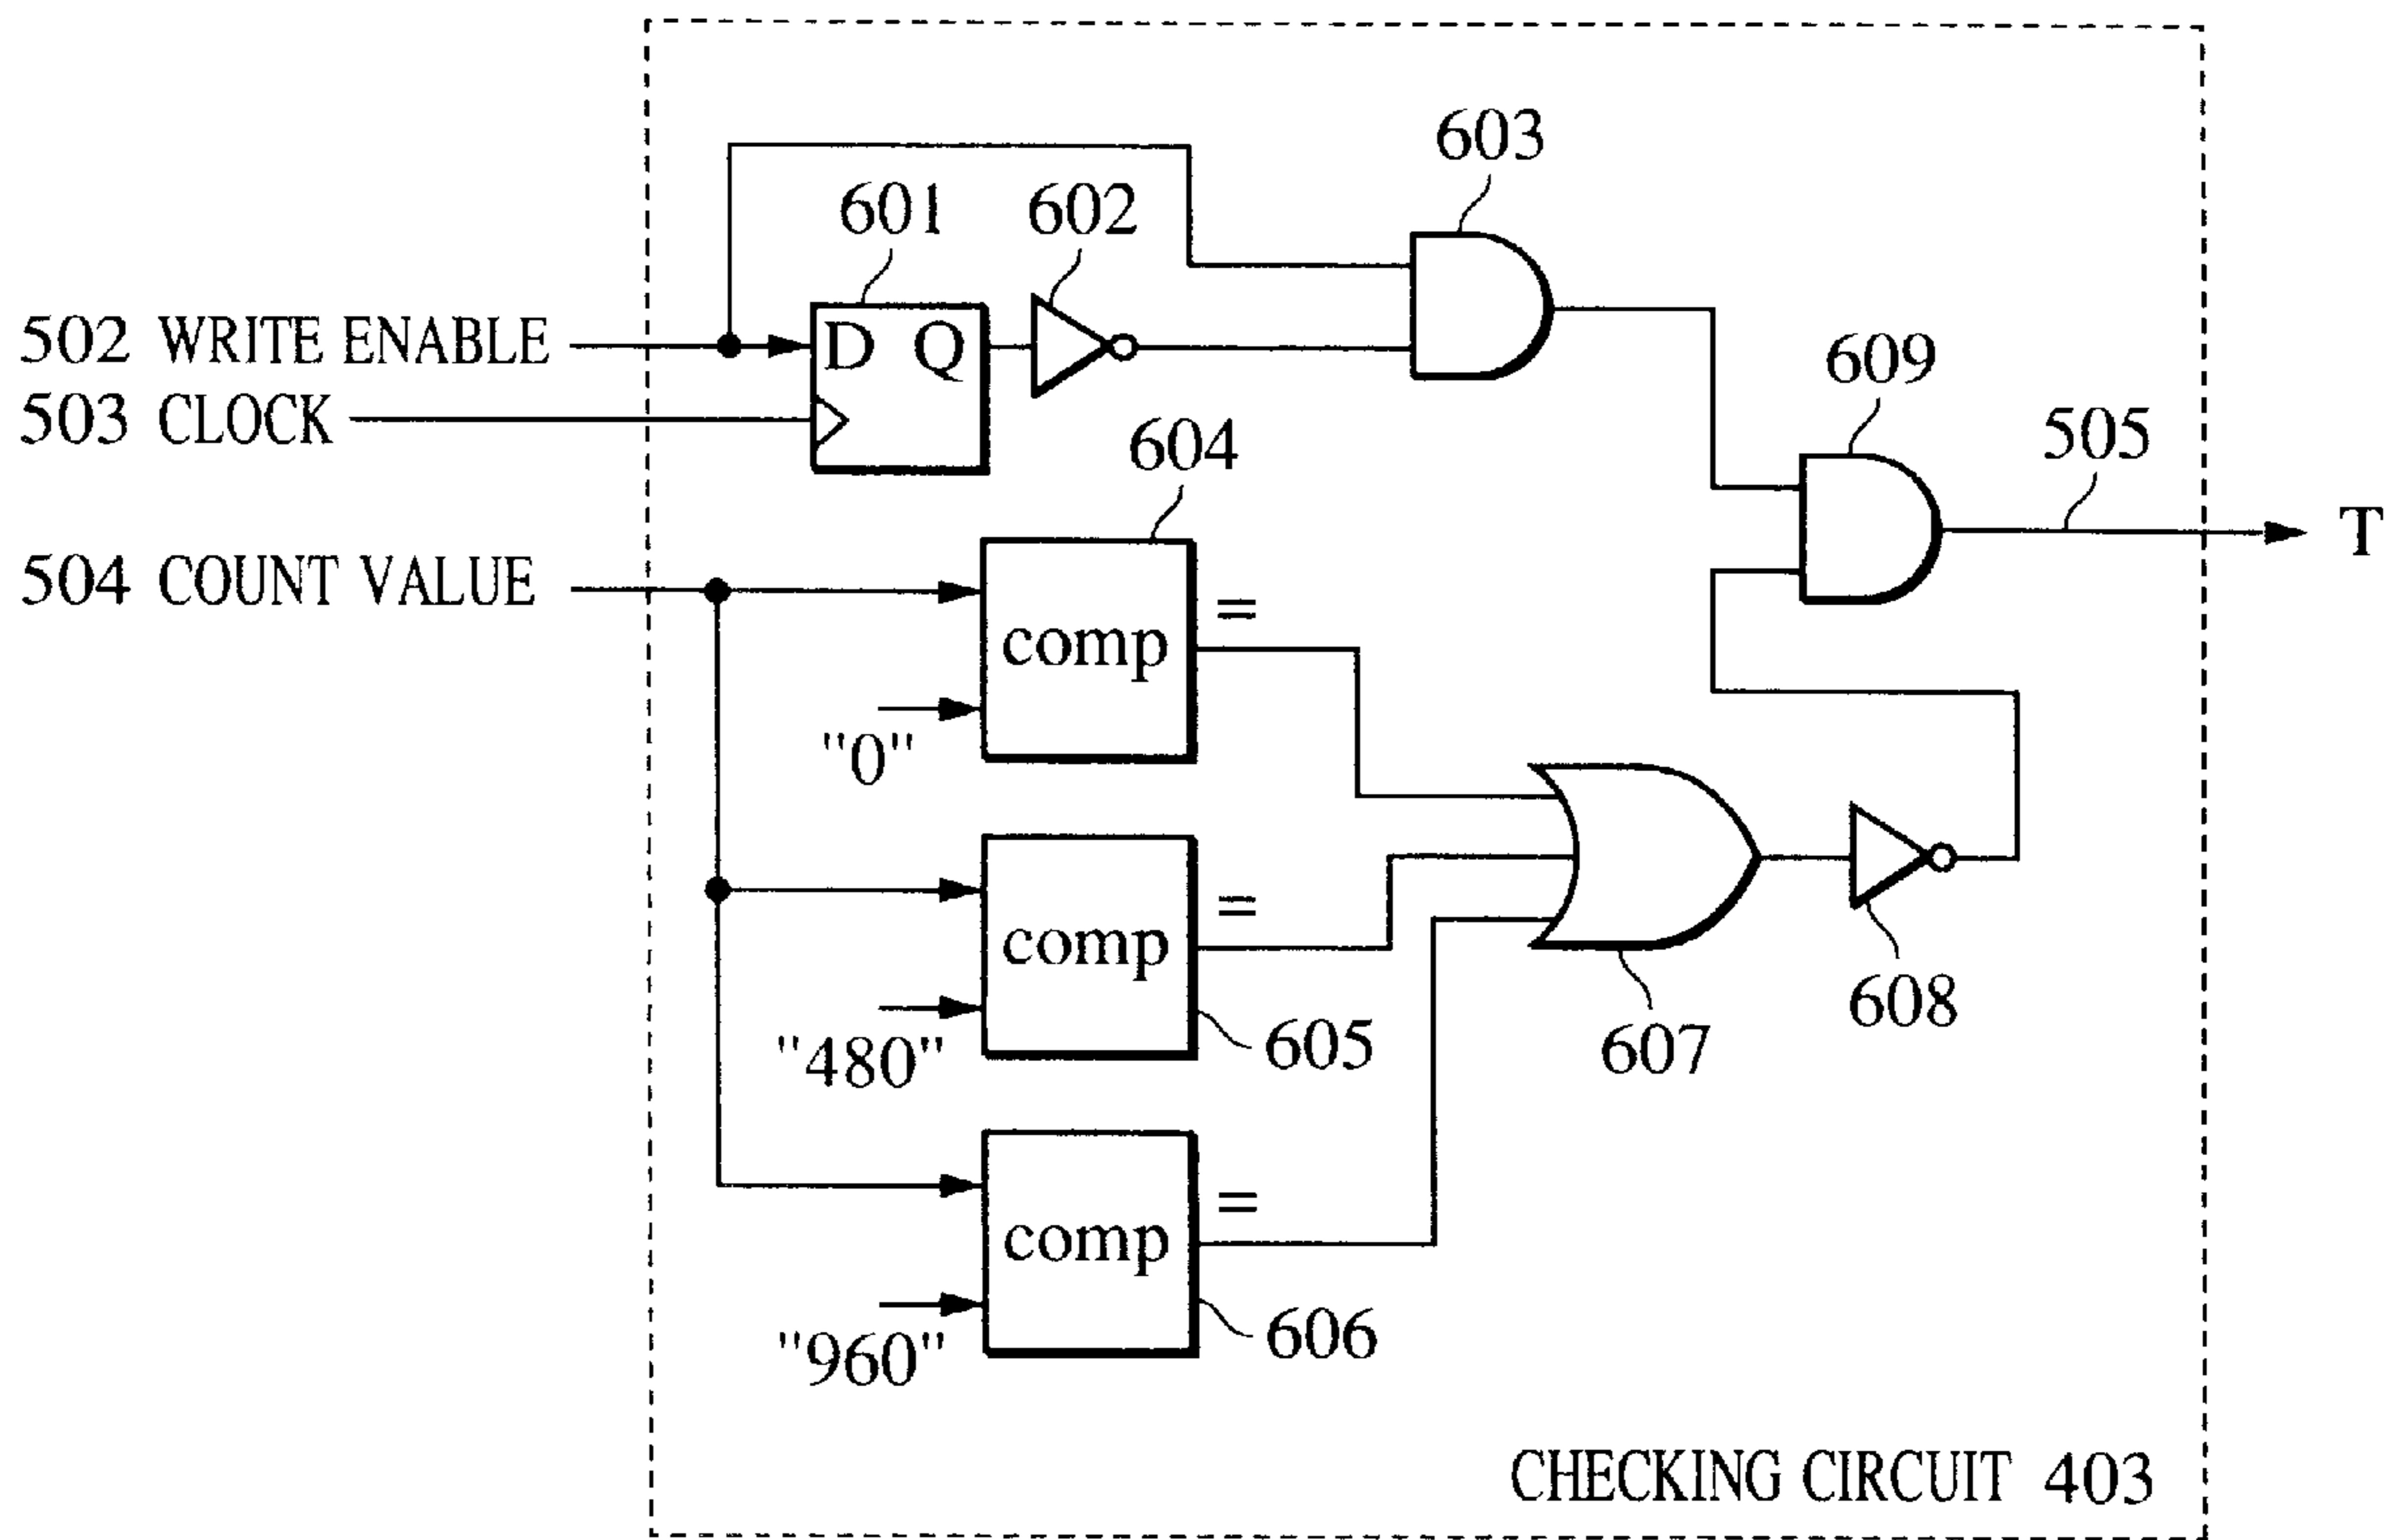 603
601
602
502 WRITE ENABLE
D Q
609
503 CLOCK
604
505
T
504 COUNT VALUE
=
comp
"0"
=
comp
608
"480"
605
607
=
comp
"960"
606
CHECKING CIRCUIT 403